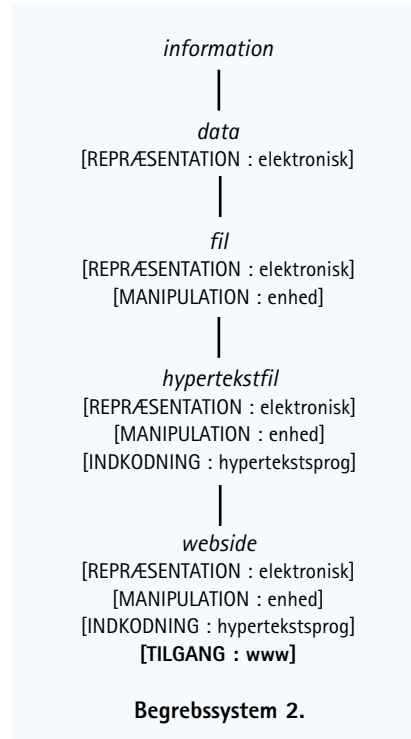 information
data
[REPRÆSENTATION : elektronisk]
fil
[REPRÆSENTATION : elektronisk]
[MANIPULATION : enhed]
hypertekstfil
[REPRÆSENTATION : elektronisk]
[MANIPULATION : enhed]
[INDKODNING : hypertekstsprog]
webside
[REPRÆSENTATION : elektronisk]
[MANIPULATION : enhed]
[INDKODNING : hypertekstsprog]
[TILGANG : www]
Begrebssystem 2.